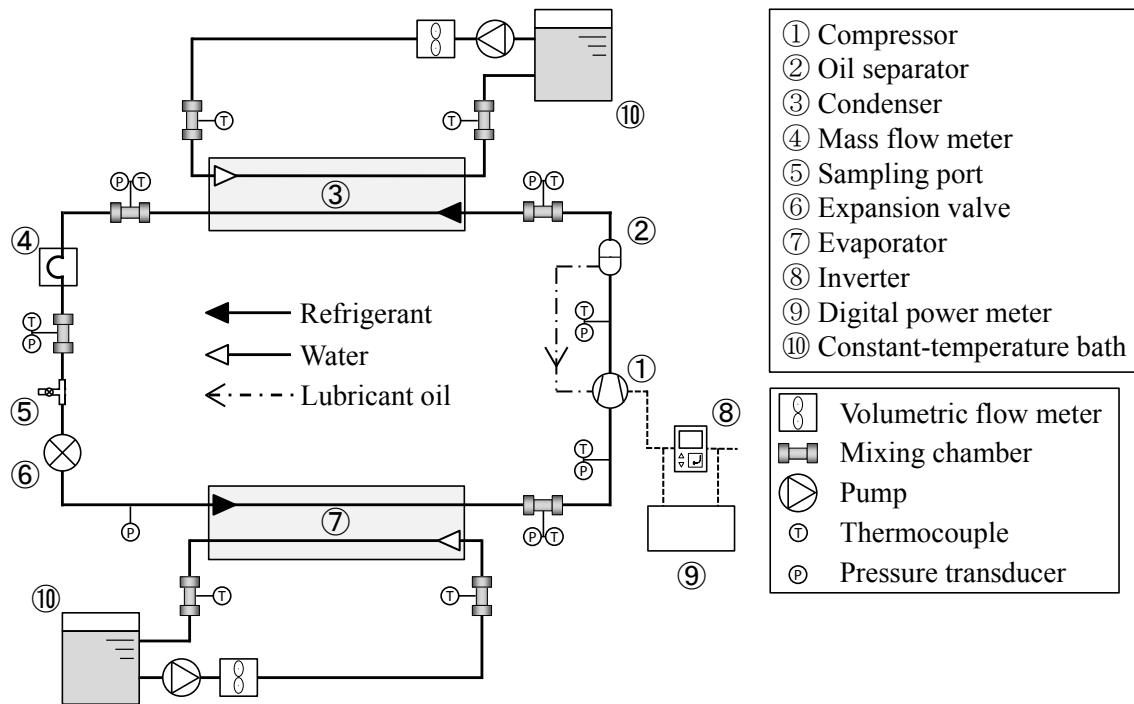 ⑩
T
T
③
P T
P T
④
②
T
P
Refrigerant
Water
Lubricant oil
T
P
①
⑤
⑧
⑥
T
P
⑦
P
P T
⑨
⑩
T
T
① Compressor
② Oil separator
③ Condenser
④ Mass flow meter
⑤ Sampling port
⑥ Expansion valve
⑦ Evaporator
⑧ Inverter
⑨ Digital power meter
⑩ Constant-temperature bath
Volumetric flow meter
Mixing chamber
Pump
T Thermocouple
P Pressure transducer